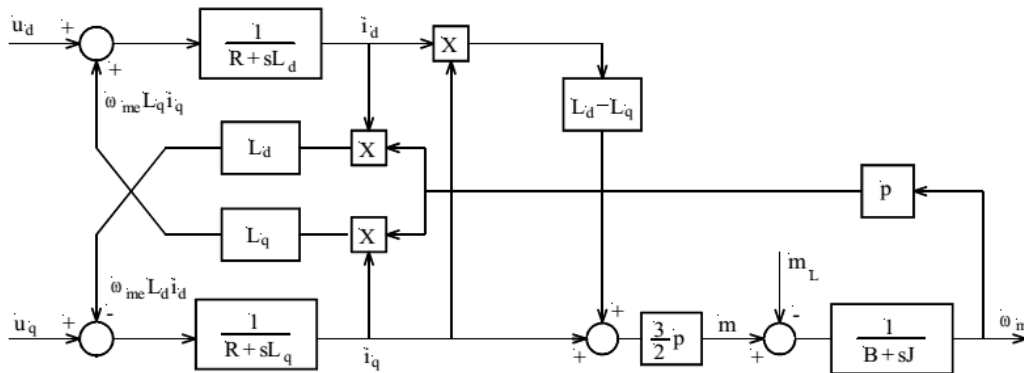 u_d + 1 i_d X
R + sL_d
+
ω_me L_q i_q
L_d − L_q
L_d X
p
L_q X
ω_me L_d i_d
m_L
-
+
-
u_q + 1 + 3/2 p m + 1 ω_m
R + sL_q i_q
B + sJ